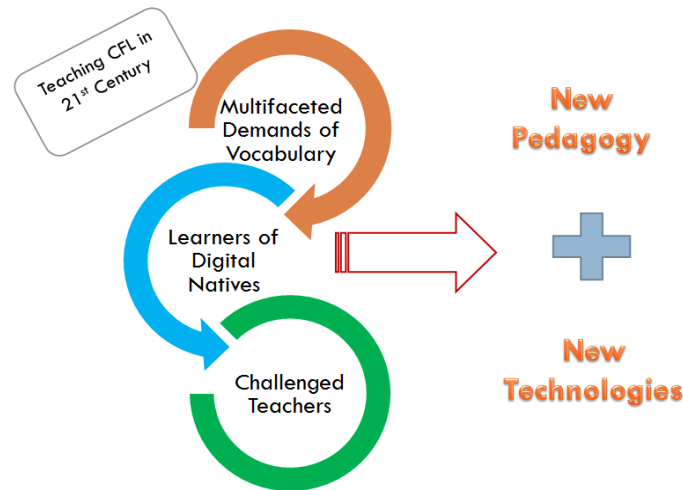 Teaching CFL in
21st Century
Multifaceted
Demands of
Vocabulary
Learners of
Digital
Natives
Challenged
Teachers
New
Pedagogy
New
Technologies